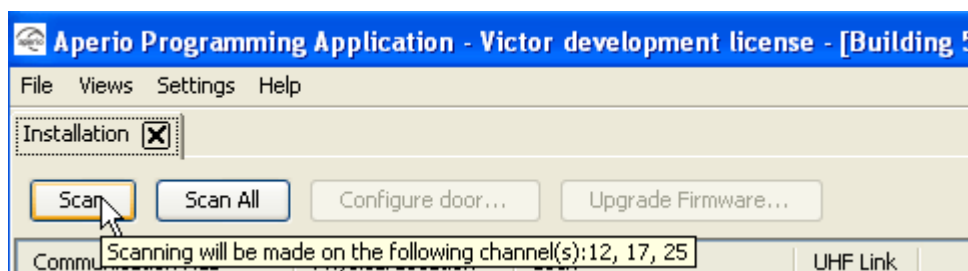 Aperio Programming Application - Victor development license - [Building 5
File Views Settings Help
Installation
Scan Scan All Configure door... Upgrade Firmware...
Scanning will be made on the following channel(s):12, 17, 25
UHF Link